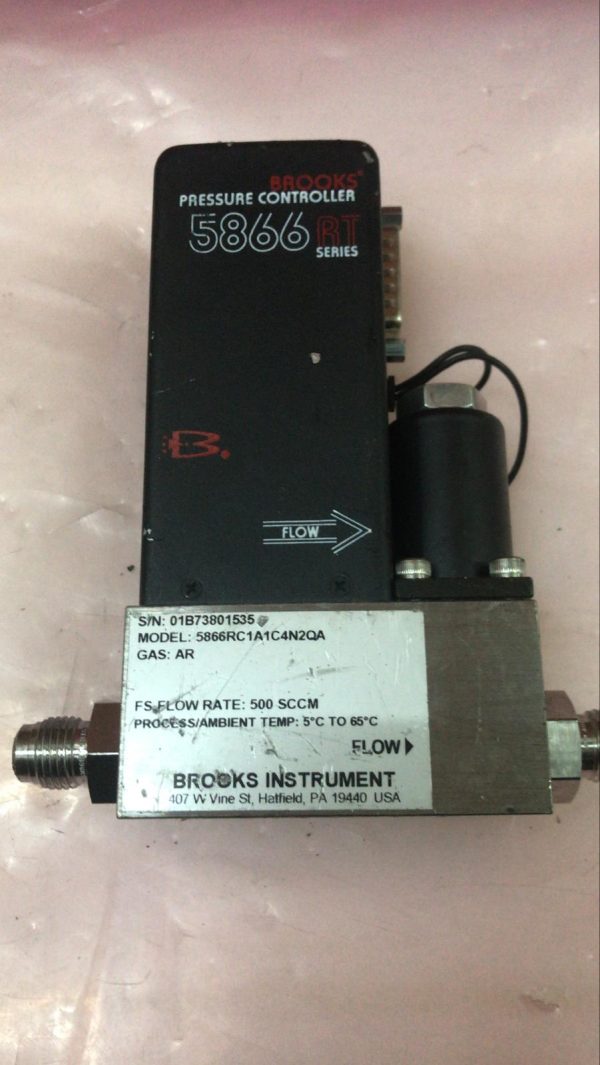 BROOKS®
PRESSURE CONTROLLER
5866 RT
SERIES
B.
FLOW
S/N: 01B73801535
MODEL: 5866RC1A1C4N2QA
GAS: AR
FS FLOW RATE: 500 SCCM
PROCESS/AMBIENT TEMP: 5°C TO 65°C
FLOW
BROOKS INSTRUMENT
407 W Vine St, Hatfield, PA 19440 USA